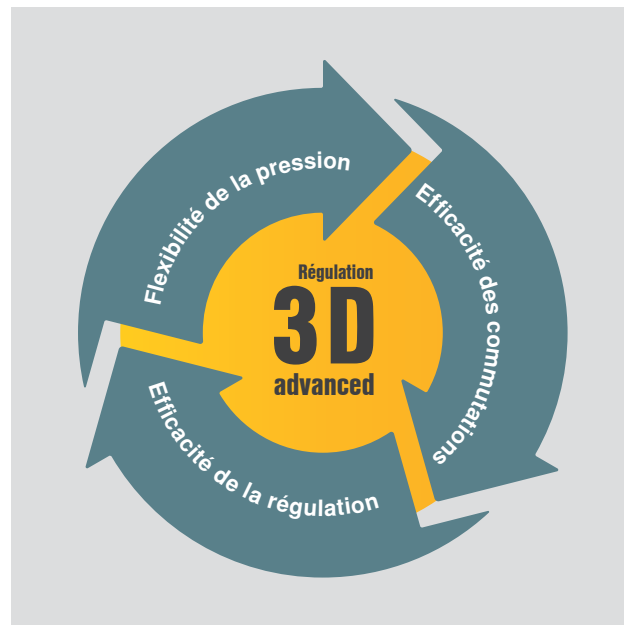 Flexibilité de la pression
Efficacité des commutations
Régulation
3D
advanced
Efficacité de la régulation